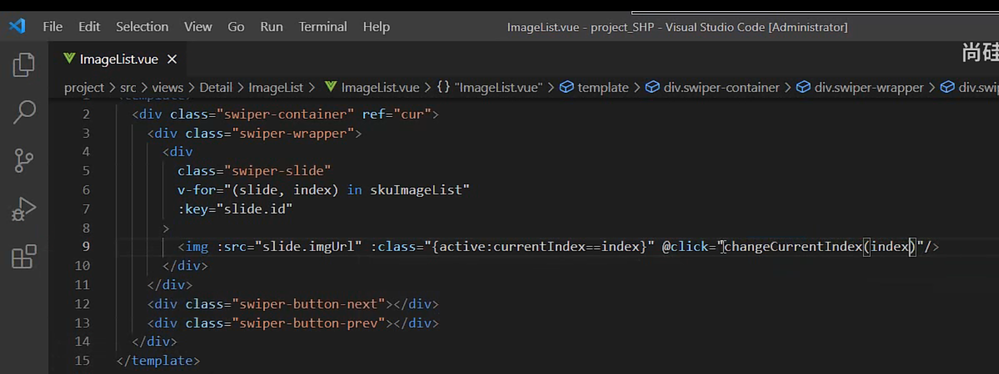 File Edit Selection View Go Run Terminal Help ImageList.vue - project_SHP - Visual Studio Code [Administrator]
ImageList.vue ×
尚硅
project > src > views > Detail > ImageList > ImageList.vue > {} "ImageList.vue" > template > div.swiper-container > div.swiper-wrapper > div.swi
1 <template>
2 <div class="swiper-container" ref="cur">
3 <div class="swiper-wrapper">
4 <div
5 class="swiper-slide"
6 v-for="(slide, index) in skuImageList"
7 :key="slide.id"
8 >
9 <img :src="slide.imgUrl" :class="{active:currentIndex==index}" @click="changeCurrentIndex(index)"/>
10 </div>
11 </div>
12 <div class="swiper-button-next"></div>
13 <div class="swiper-button-prev"></div>
14 </div>
15 </template>